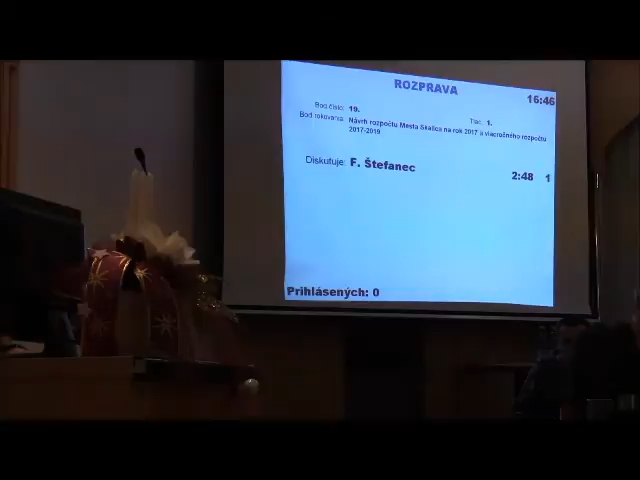 ROZPRAVA
16:46
Bod číslo: 19.
Tlač. 1.
Bod rokovania: Návrh rozpočtu Mesta Skalica na rok 2017 a viacročného rozpočtu
2017-2019
Diskutuje: F. Štefanec
2:48 1
Prihlásených: 0